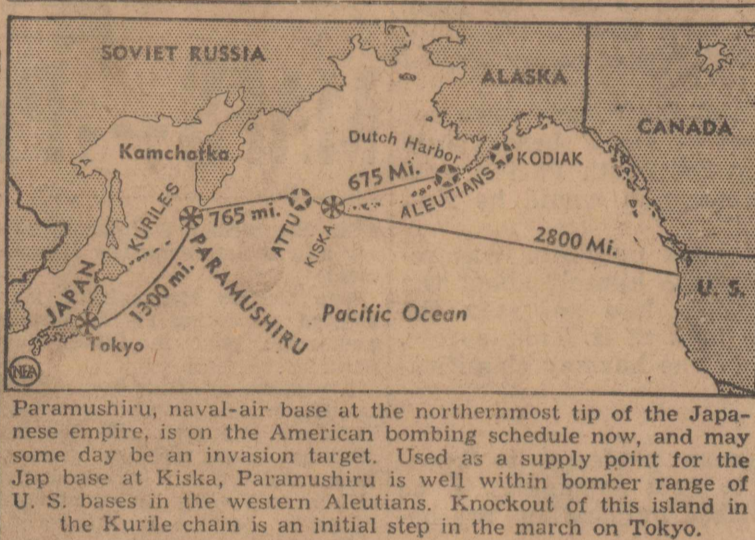 SOVIET RUSSIA
ALASKA
CANADA
Kamchatka
Dutch Harbor
KODIAK
675 Mi.
ALEUTIANS
KURILES
765 mi.
ATTU
KISKA
2800 Mi.
PARAMUSHIRU
JAPAN
1300 mi.
U. S.
Pacific Ocean
Tokyo
NEA
Paramushiru, naval-air base at the northernmost tip of the Japa-
nese empire, is on the American bombing schedule now, and may
some day be an invasion target. Used as a supply point for the
Jap base at Kiska, Paramushiru is well within bomber range of
U. S. bases in the western Aleutians. Knockout of this island in
the Kurile chain is an initial step in the march on Tokyo.